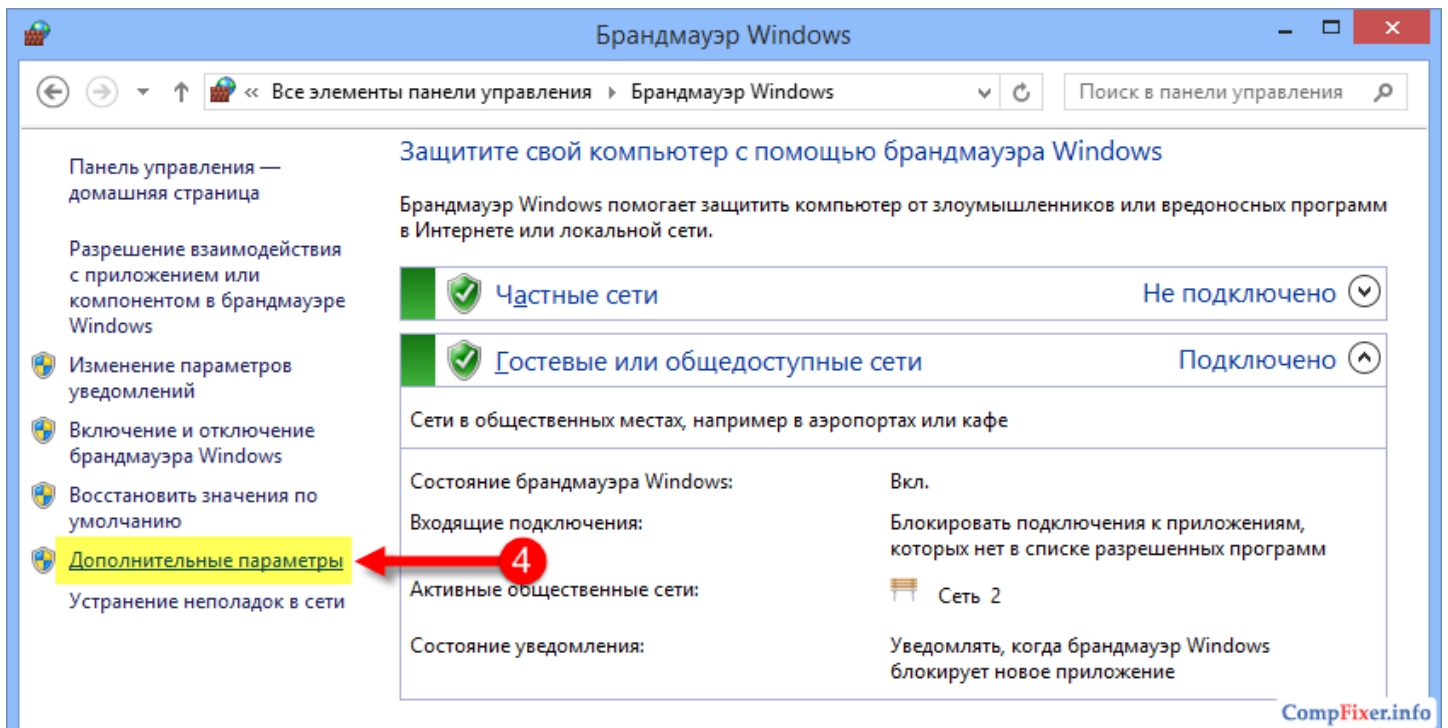 Брандмауэр Windows
« Все элементы панели управления ▸ Брандмауэр Windows
Поиск в панели управления
Панель управления —
домашняя страница
Разрешение взаимодействия
с приложением или
компонентом в брандмауэре
Windows
Изменение параметров
уведомлений
Включение и отключение
брандмауэра Windows
Восстановить значения по
умолчанию
Дополнительные параметры
4
Устранение неполадок в сети
Защитите свой компьютер с помощью брандмауэра Windows
Брандмауэр Windows помогает защитить компьютер от злоумышленников или вредоносных программ
в Интернете или локальной сети.
Частные сети Не подключено
Гостевые или общедоступные сети Подключено
Сети в общественных местах, например в аэропортах или кафе
Состояние брандмауэра Windows: Вкл.
Входящие подключения: Блокировать подключения к приложениям,
которых нет в списке разрешенных программ
Активные общественные сети: Сеть 2
Состояние уведомления: Уведомлять, когда брандмауэр Windows
блокирует новое приложение
CompFixer.info